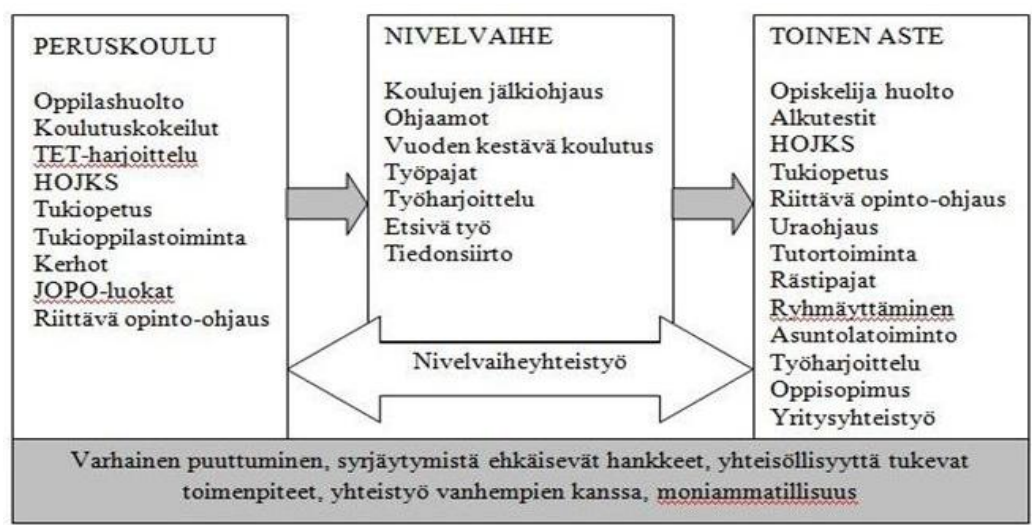 PERUSKOULU
Oppilashuolto
Koulutuskokeilut
TET-harjoittelu
HOJKS
Tukiopetus
Tukioppilastoiminta
Kerhot
JOPO-luokat
Riittävä opinto-ohjaus
NIVELVAIHE
Koulujen jälkiohjaus
Ohjaamot
Vuoden kestävä koulutus
Työpajat
Työharjoittelu
Etsivä työ
Tiedonsiirto
TOINEN ASTE
Opiskelija huolto
Alkutestit
HOJKS
Tukiopetus
Riittävä opinto-ohjaus
Uraohjaus
Tutortoiminta
Rästipajat
Ryhmäyttäminen
Asuntolatoiminto
Työharjoittelu
Oppisopimus
Yritysyhteistyö
Nivelvaiheyhteistyö
Varhainen puuttuminen, syrjäytymistä ehkäisevät hankkeet, yhteisöllisyyttä tukevat
toimenpiteet, yhteistyö vanhempien kanssa, moniammatillisuus